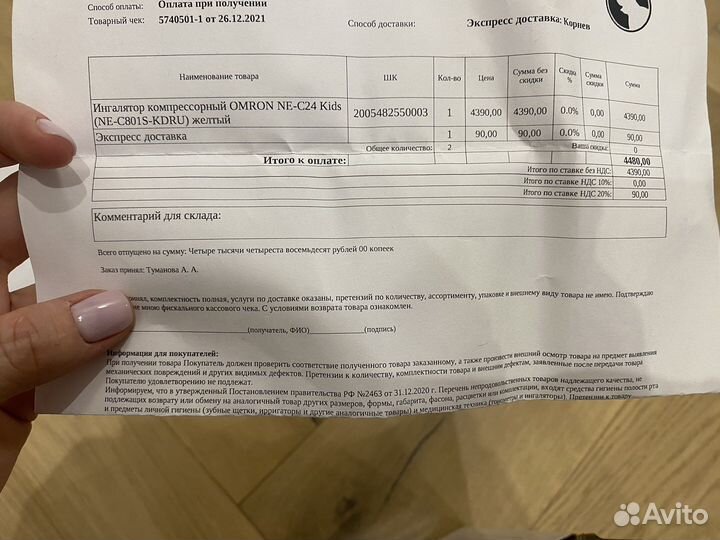 Способ оплаты: Оплата при получении
Товарный чек: 5740501-1 от 26.12.2021
Способ доставки: Экспресс доставка: Корнев
Наименование товара ШК Кол-во Цена Сумма без скидки Скидка % Сумма скидки Сумма
Ингалятор компрессорный OMRON NE-C24 Kids (NE-C801S-KDRU) желтый 2005482550003 1 4390,00 4390,00 0.0% 0,00 4390,00
Экспресс доставка 1 90,00 90,00 0.0% 0,00 90,00
Общее количество: 2 Ваша скидка: 0
Итого к оплате: 4480,00
Итого по ставке без НДС: 4390,00
Итого по ставке НДС 10%: 0,00
Итого по ставке НДС 20%: 90,00
Комментарий для склада:
Всего отпущено на сумму: Четыре тысячи четыреста восемьдесят рублей 00 копеек
Заказ принял: Туманова А. А.
комплектность полная, услуги по доставке оказаны, претензий по количеству, ассортименту, упаковке и внешнему виду товара не имею. Подтверждаю
мною фискального кассового чека. С условиями возврата товара ознакомлен.
(получатель, ФИО) (подпись)
Информация для покупателей:
При получении товара Покупатель должен проверить соответствие полученного товара заказанному, а также произвести внешний осмотр товара на предмет выявления
механических повреждений и других видимых дефектов. Претензии к количеству, комплектности товара и внешним дефектам, заявленные после передачи товара
Покупателю удовлетворению не подлежат.
Информируем, что в утвержденный Постановлением правительства РФ №2463 от 31.12.2020 г. Перечень непродовольственных товаров надлежащего качества, не
подлежащих возврату или обмену на аналогичный товар других размеров, формы, габарита, фасона, расцветки или комплектации, входят средства гигиены полости рта
и предметы личной гигиены (зубные щетки, ирригаторы и другие аналогичные товары) и медицинская техника (тонометры и ингаляторы). Претензии к товару
Avito